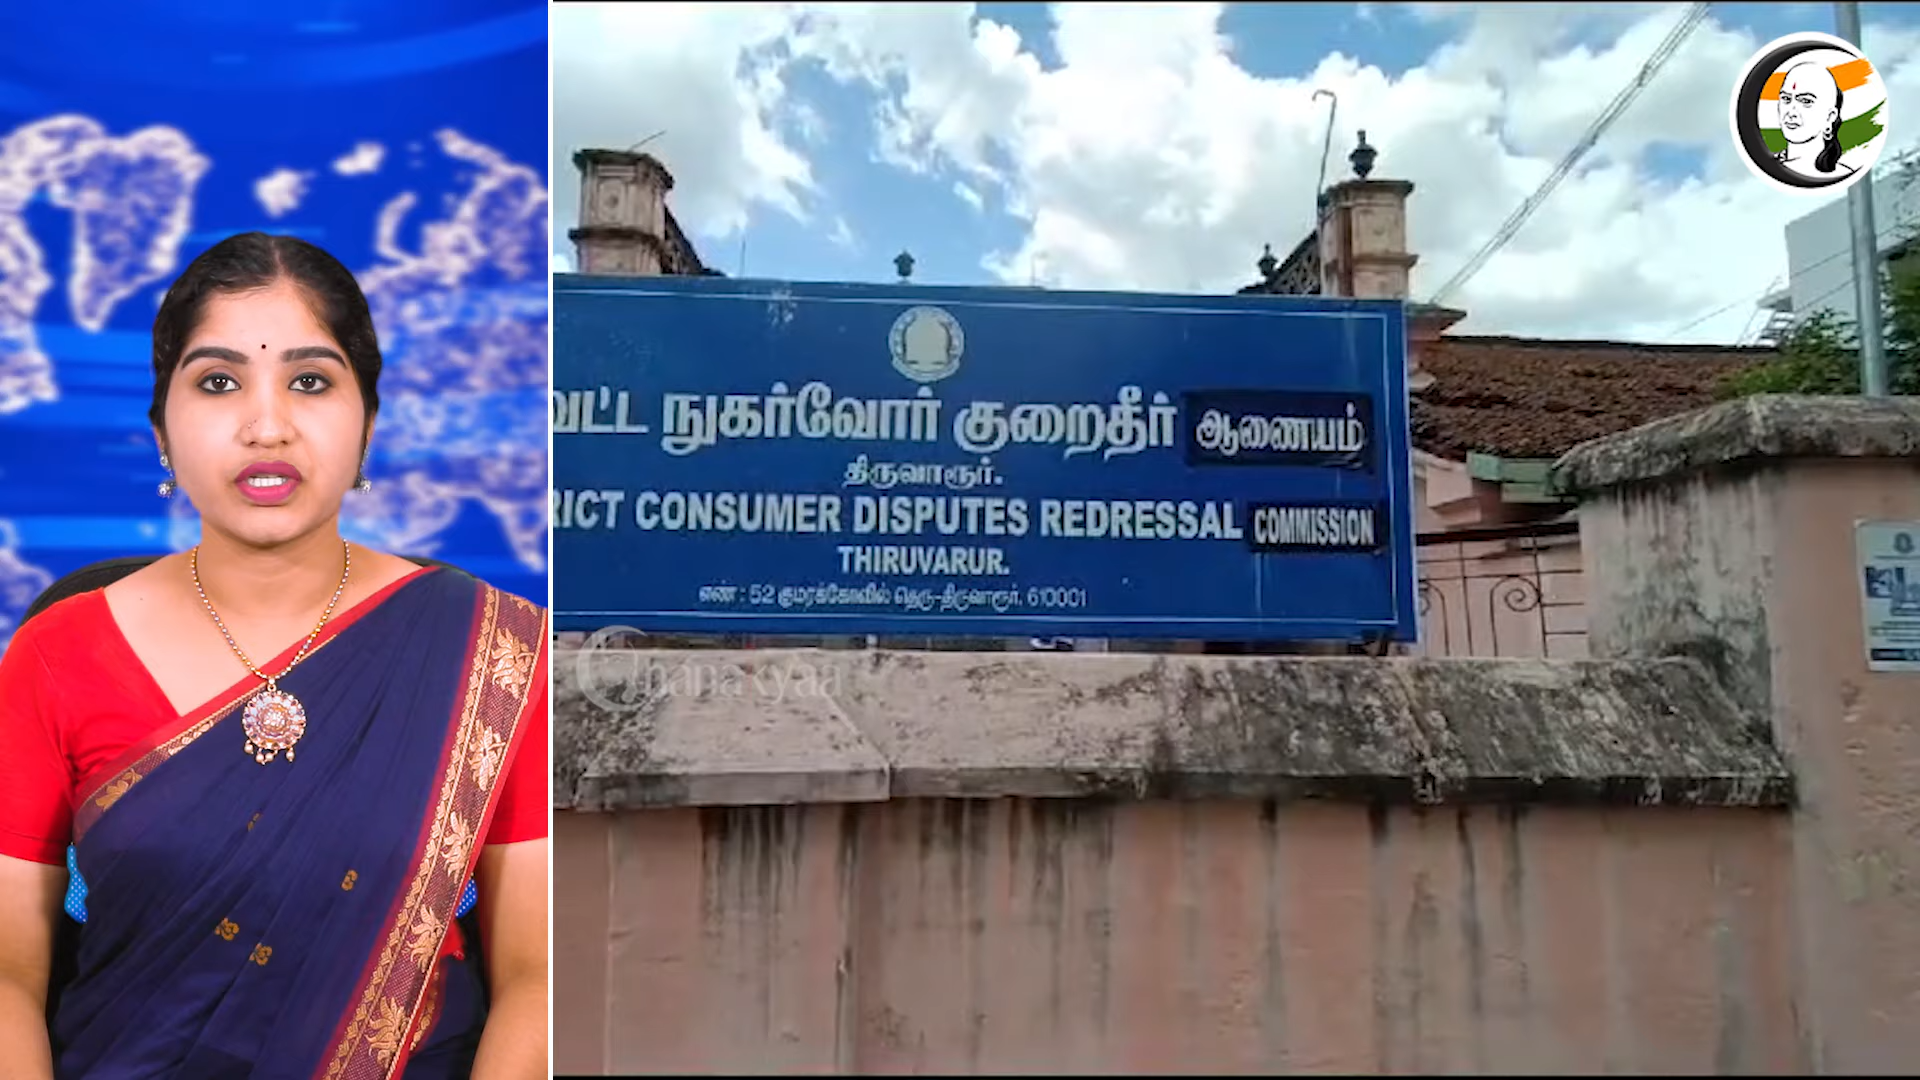 வட்ட நுகர்வோர் குறைதீர் ஆணையம்
திருவாரூர்.
RICT CONSUMER DISPUTES REDRESSAL COMMISSION
THIRUVARUR.
எண் : 52 குமரக்கோவில் தெரு-திருவாரூர். 610001
Chanakyaa